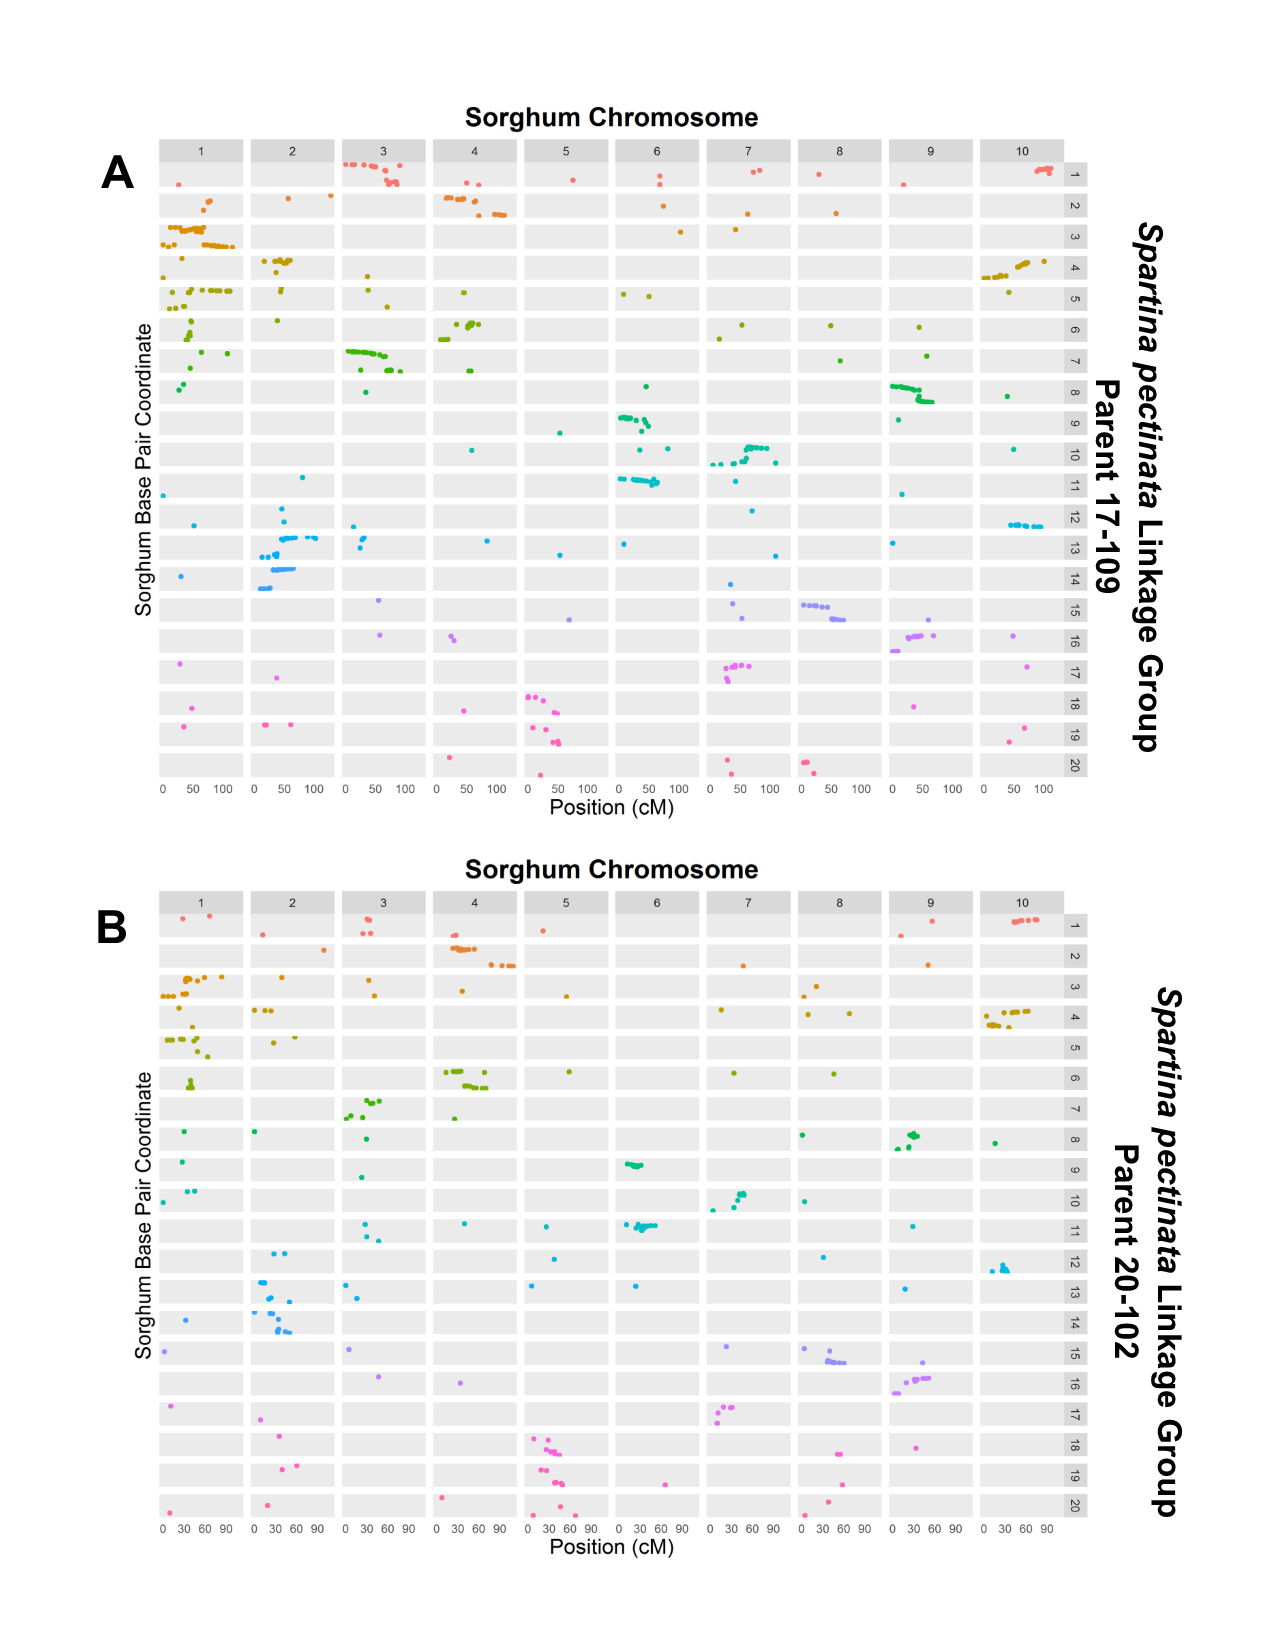 A
Sorghum Chromosome
1 2 3 4 5 6 7 8 9 10
1
2
3
4
5
6
7
8
9
10
11
12
13
14
15
16
17
18
19
20
Sorghum Base Pair Coordinate
Spartina pectinata Linkage Group
Parent 17-109
0 50 100 0 50 100 0 50 100 0 50 100 0 50 100 0 50 100 0 50 100 0 50 100 0 50 100 0 50 100
Position (cM)
B
Sorghum Chromosome
1 2 3 4 5 6 7 8 9 10
1
2
3
4
5
6
7
8
9
10
11
12
13
14
15
16
17
18
19
20
Sorghum Base Pair Coordinate
Spartina pectinata Linkage Group
Parent 20-102
0 30 60 90 0 30 60 90 0 30 60 90 0 30 60 90 0 30 60 90 0 30 60 90 0 30 60 90 0 30 60 90 0 30 60 90 0 30 60 90
Position (cM)